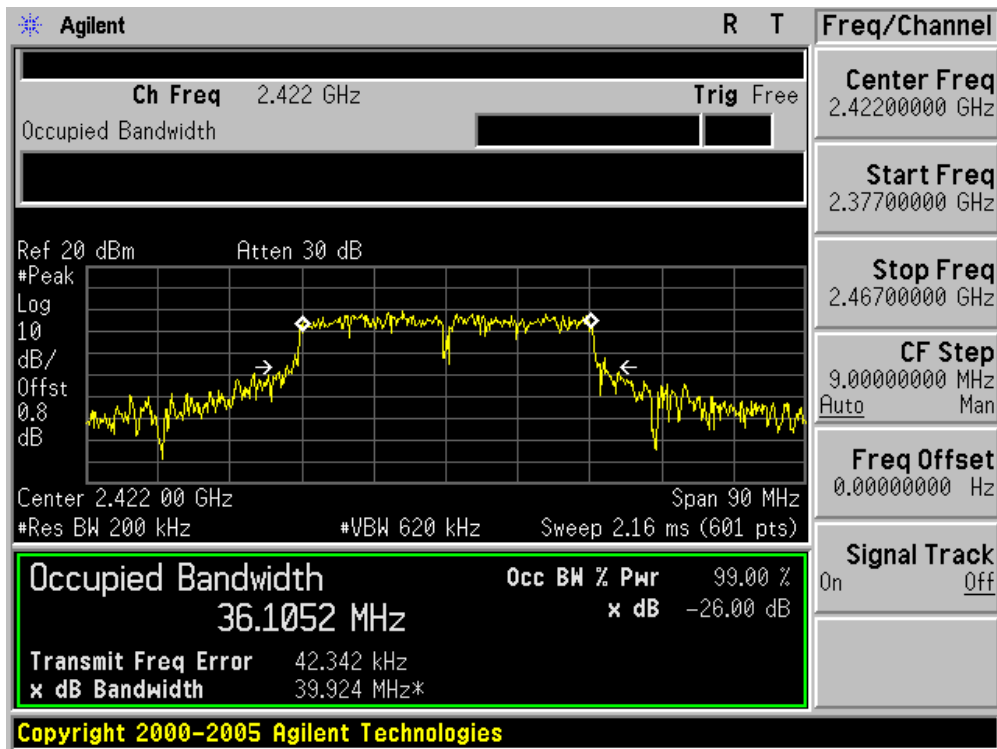 Agilent R T
Ch Freq 2.422 GHz Trig Free
Occupied Bandwidth
Ref 20 dBm Atten 30 dB
#Peak
Log
10
dB/
Offst
0.8
dB
Center 2.422 00 GHz Span 90 MHz
#Res BW 200 kHz #VBW 620 kHz Sweep 2.16 ms (601 pts)
Occupied Bandwidth Occ BW % Pwr 99.00 %
36.1052 MHz x dB -26.00 dB
Transmit Freq Error 42.342 kHz
x dB Bandwidth 39.924 MHz*
Copyright 2000-2005 Agilent Technologies
Freq/Channel
Center Freq
2.42200000 GHz
Start Freq
2.37700000 GHz
Stop Freq
2.46700000 GHz
CF Step
9.00000000 MHz
Auto Man
Freq Offset
0.00000000 Hz
Signal Track
On Off